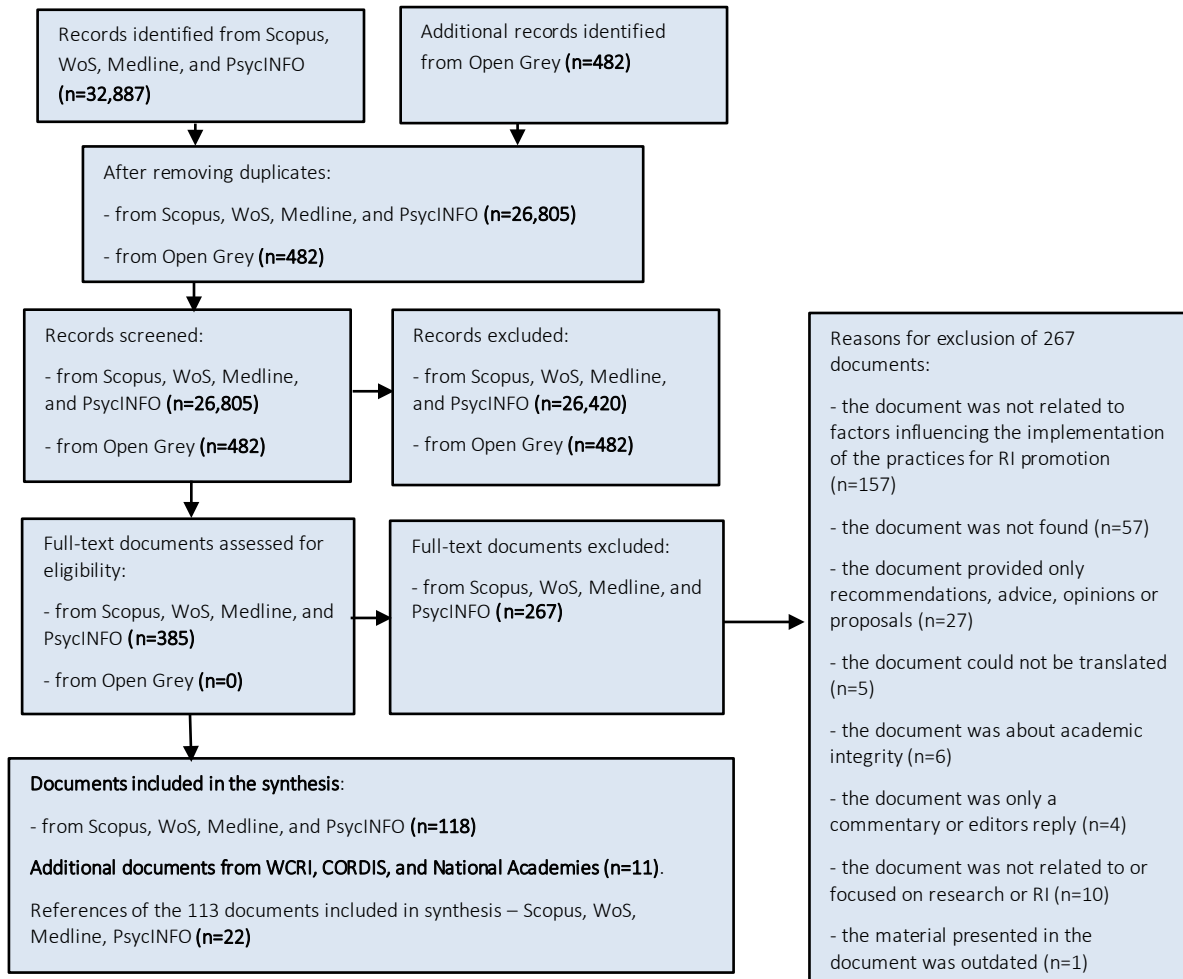 Records identified from Scopus,
WoS, Medline, and PsycINFO
(n=32,887)
Additional records identified
from Open Grey (n=482)
After removing duplicates:
- from Scopus, WoS, Medline, and PsycINFO (n=26,805)
- from Open Grey (n=482)
Records screened:
- from Scopus, WoS, Medline,
and PsycINFO (n=26,805)
- from Open Grey (n=482)
Records excluded:
- from Scopus, WoS, Medline,
and PsycINFO (n=26,420)
- from Open Grey (n=482)
Full-text documents assessed for
eligibility:
- from Scopus, WoS, Medline, and
PsycINFO (n=385)
- from Open Grey (n=0)
Full-text documents excluded:
- from Scopus, WoS, Medline, and
PsycINFO (n=267)
Reasons for exclusion of 267
documents:
- the document was not related to
factors influencing the implementation
of the practices for RI promotion
(n=157)
- the document was not found (n=57)
- the document provided only
recommendations, advice, opinions or
proposals (n=27)
- the document could not be translated
(n=5)
- the document was about academic
integrity (n=6)
- the document was only a
commentary or editors reply (n=4)
- the document was not related to or
focused on research or RI (n=10)
- the material presented in the
document was outdated (n=1)
Documents included in the synthesis:
- from Scopus, WoS, Medline, and PsycINFO (n=118)
Additional documents from WCRI, CORDIS, and National Academies (n=11).
References of the 113 documents included in synthesis – Scopus, WoS,
Medline, PsycINFO (n=22)